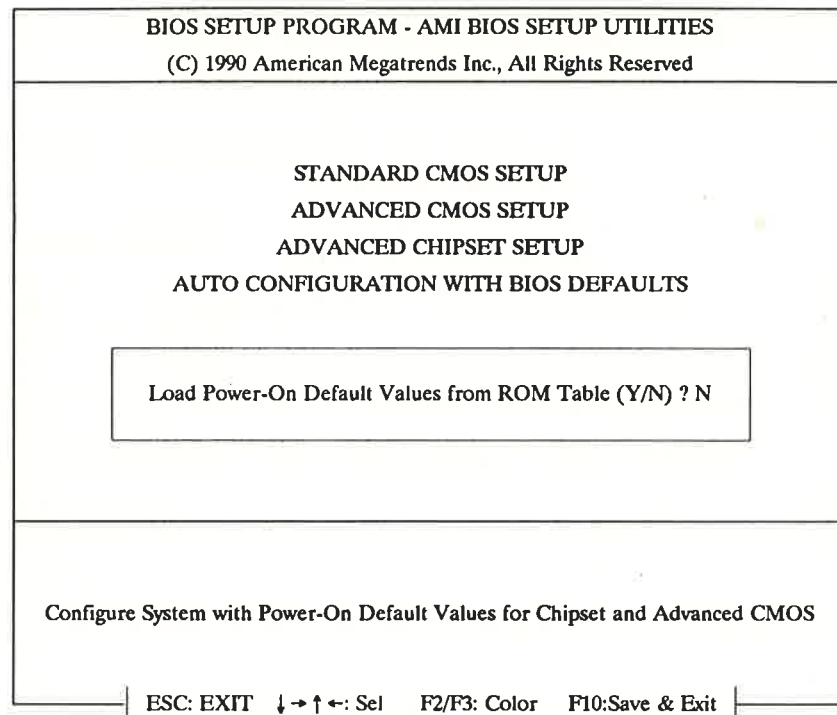 BIOS SETUP PROGRAM - AMI BIOS SETUP UTILITIES
(C) 1990 American Megatrends Inc., All Rights Reserved
STANDARD CMOS SETUP
ADVANCED CMOS SETUP
ADVANCED CHIPSET SETUP
AUTO CONFIGURATION WITH BIOS DEFAULTS
Load Power-On Default Values from ROM Table (Y/N) ? N
Configure System with Power-On Default Values for Chipset and Advanced CMOS
ESC: EXIT ↓→↑←: Sel F2/F3: Color F10:Save & Exit